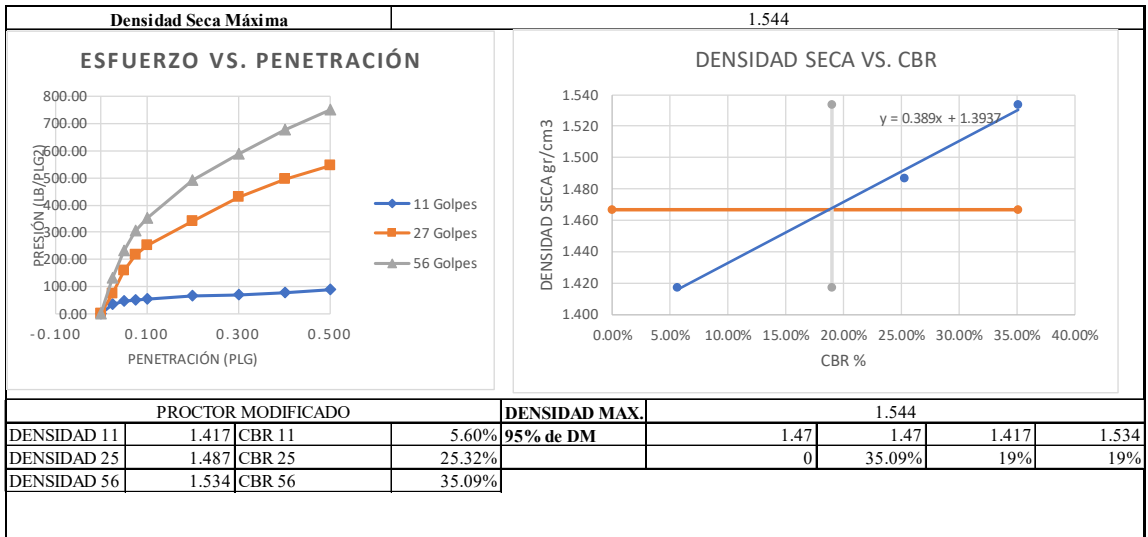 Densidad Seca Máxima 1.544
ESFUERZO VS. PENETRACIÓN
800.00
700.00
600.00
500.00
400.00
300.00
200.00
100.00
0.00
-0.100 0.100 0.300 0.500
PRESIÓN (LB/PLG2)
PENETRACIÓN (PLG)
11 Golpes
27 Golpes
56 Golpes
DENSIDAD SECA VS. CBR
1.540
1.520
1.500
1.480
1.460
1.440
1.420
1.400
0.00% 5.00% 10.00% 15.00% 20.00% 25.00% 30.00% 35.00% 40.00%
DENSIDAD SECA gr/cm3
CBR %
y = 0.389x + 1.3937
PROCTOR MODIFICADO DENSIDAD MAX. 1.544
DENSIDAD 11 1.417 CBR 11 5.60% 95% de DM 1.47 1.47 1.417 1.534
DENSIDAD 25 1.487 CBR 25 25.32% 0 35.09% 19% 19%
DENSIDAD 56 1.534 CBR 56 35.09%